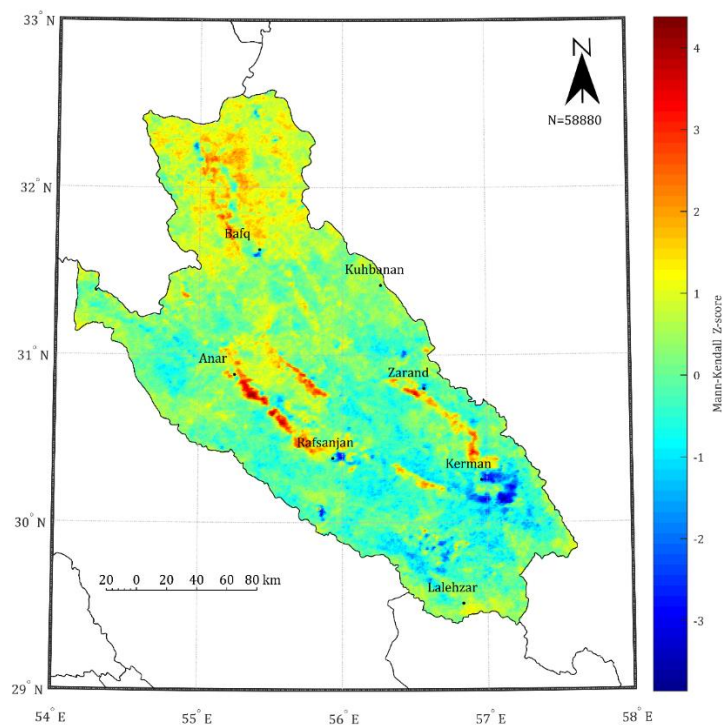 33° N
N
N=58880
32° N
Bafq
Kuhbanan
31° N
Anar
Zarand
Rafsanjan
Kerman
30° N
20 0 20 40 60 80 km
Lalehzar
29° N
54 E 55° E 56° E 57° E 58° E
4
3
2
1
0
-1
-2
-3
Mann-Kendall Z-score